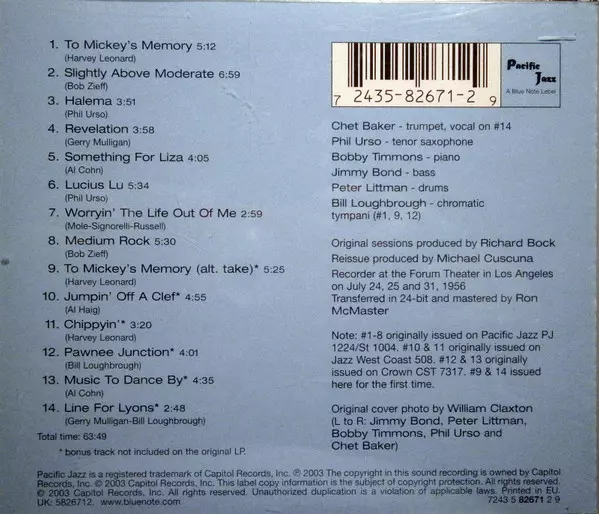 1. To Mickey's Memory 5:12
(Harvey Leonard)
2. Slightly Above Moderate 6:59
(Bob Zieff)
3. Halema 3:51
(Phil Urso)
4. Revelation 3:58
(Gerry Mulligan)
5. Something For Liza 4:05
(Al Cohn)
6. Lucius Lu 5:34
(Phil Urso)
7. Worryin' The Life Out Of Me 2:59
(Mole-Signorelli-Russell)
8. Medium Rock 5:30
(Bob Zieff)
9. To Mickey's Memory (alt. take)* 5:25
(Harvey Leonard)
10. Jumpin' Off A Clef* 4:55
(Al Haig)
11. Chippyin'* 3:20
(Harvey Leonard)
12. Pawnee Junction* 4:01
(Bill Loughbrough)
13. Music To Dance By* 4:35
(Al Cohn)
14. Line For Lyons* 2:48
(Gerry Mulligan-Bill Loughbrough)
Total time: 63:49
* bonus track not included on the original LP.
7 2435-82671-2 9
Pacific
Jazz
A Blue Note Label
Chet Baker - trumpet, vocal on #14
Phil Urso - tenor saxophone
Bobby Timmons - piano
Jimmy Bond - bass
Peter Littman - drums
Bill Loughbrough - chromatic
tympani (#1, 9, 12)
Original sessions produced by Richard Bock
Reissue produced by Michael Cuscuna
Recorder at the Forum Theater in Los Angeles
on July 24, 25 and 31, 1956
Transferred in 24-bit and mastered by Ron
McMaster
Note: #1-8 originally issued on Pacific Jazz PJ
1224/St 1004. #10 & 11 originally issued on
Jazz West Coast 508. #12 & 13 originally
issued on Crown CST 7317. #9 & 14 issued
here for the first time.
Original cover photo by William Claxton
(L to R: Jimmy Bond, Peter Littman,
Bobby Timmons, Phil Urso and
Chet Baker)
Pacific Jazz is a registered trademark of Capitol Records, Inc. ℗ 2003 The copyright in this sound recording is owned by Capitol
Records, Inc. © 2003 Capitol Records, Inc. This label copy information is the subject of copyright protection. All rights reserved.
© 2003 Capitol Records, Inc. Unauthorized duplication is a violation of applicable laws. Printed in EU.
UK: 5826712. www.bluenote.com
7243 5 82671 2 9